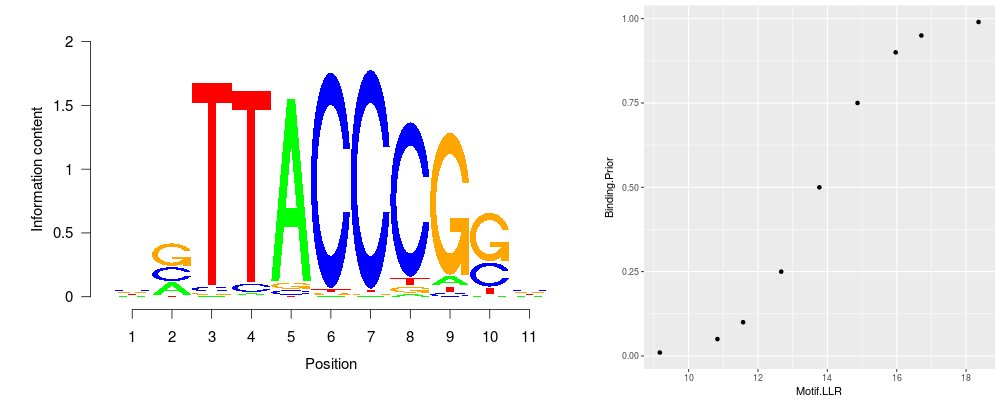 2
1.5
1
0.5
0
Information content
G
C
A
T
T
A
G
C
C
C
T
G
A
G
A
T
C
G
C
T
1 2 3 4 5 6 7 8 9 10 11
Position
1.00
0.75
0.50
0.25
0.00
Binding.Prior
10 12 14 16 18
Motif.LLR